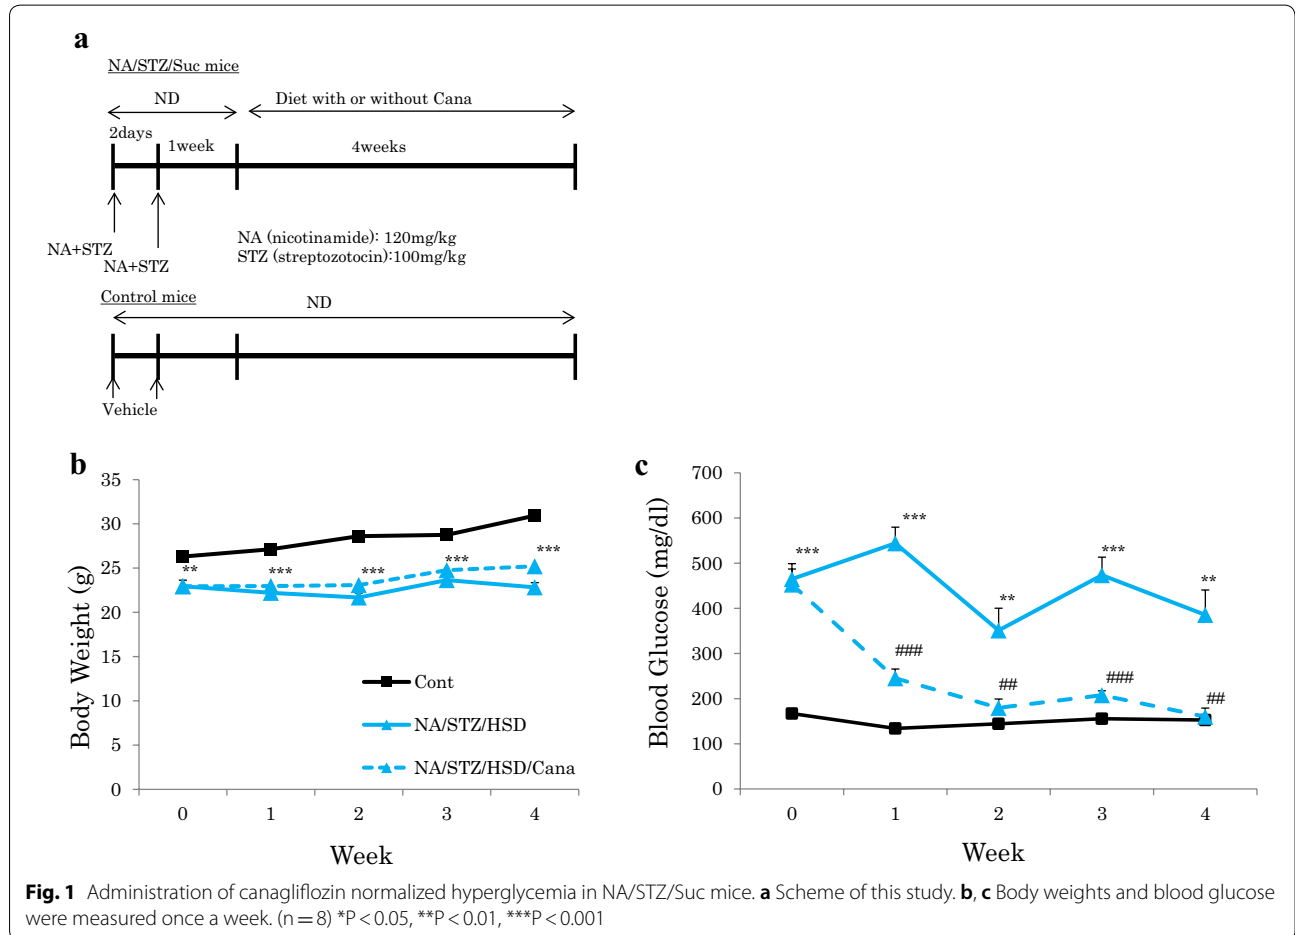 a
NA/STZ/Suc mice
ND
Diet with or without Cana
2days
1week
4weeks
NA+STZ
NA+STZ
NA (nicotinamide): 120mg/kg
STZ (streptozotocin):100mg/kg
Control mice
ND
Vehicle
b
35
30
25
20
15
10
5
0
Body Weight (g)
** *** *** *** ***
Cont
NA/STZ/HSD
NA/STZ/HSD/Cana
0 1 2 3 4
Week
c
700
600
500
400
300
200
100
0
Blood Glucose (mg/dl)
*** *** ** *** **
### ## ### ##
0 1 2 3 4
Week
Fig. 1 Administration of canagliflozin normalized hyperglycemia in NA/STZ/Suc mice. a Scheme of this study. b, c Body weights and blood glucose
were measured once a week. (n = 8) *P < 0.05, **P < 0.01, ***P < 0.001